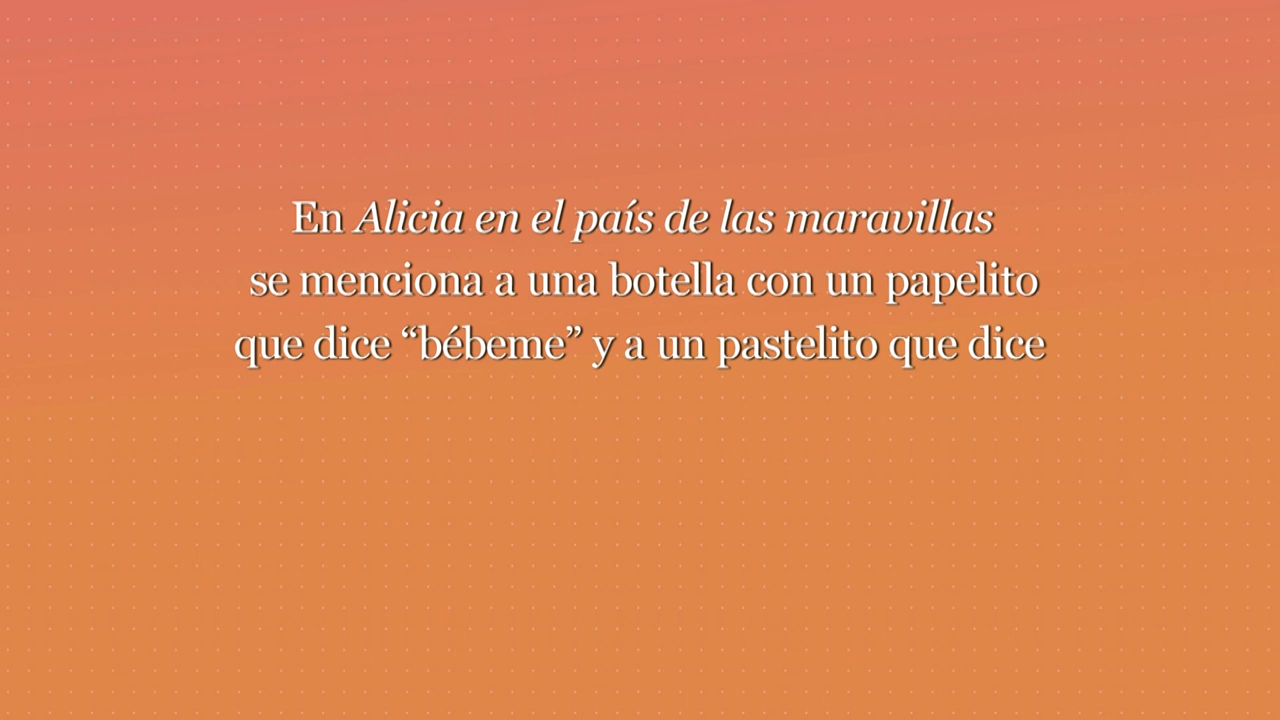 En Alicia en el país de las maravillas
se menciona a una botella con un papelito
que dice “bébeme” y a un pastelito que dice